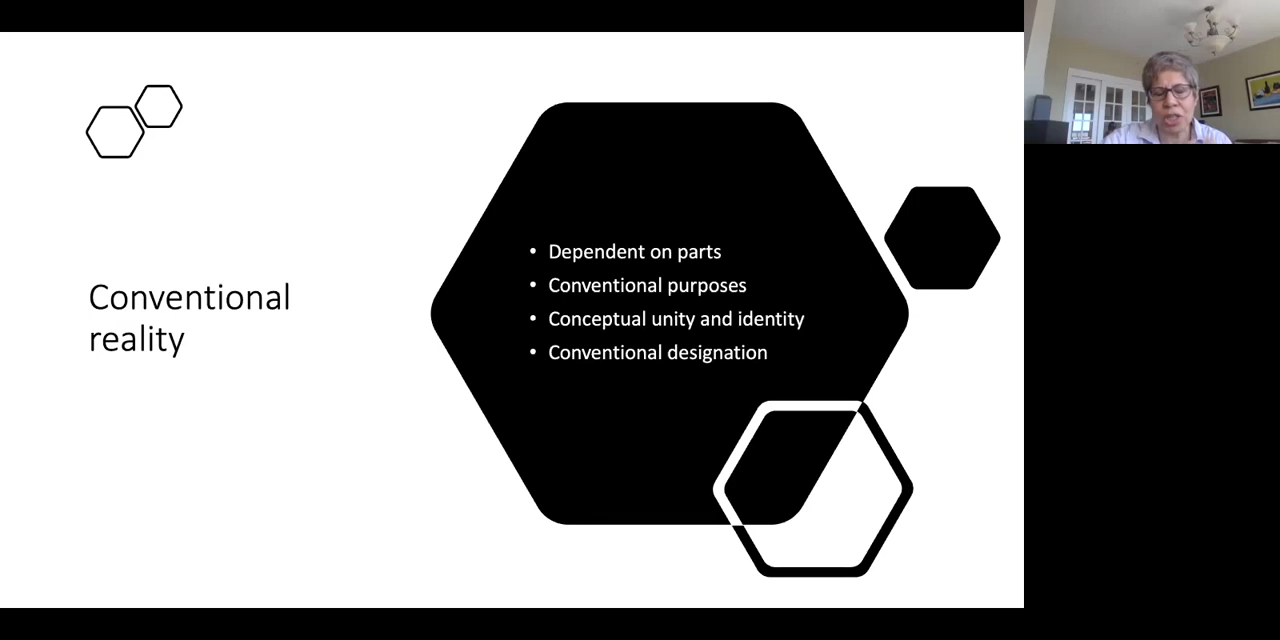 Conventional
reality
• Dependent on parts
• Conventional purposes
• Conceptual unity and identity
• Conventional designation